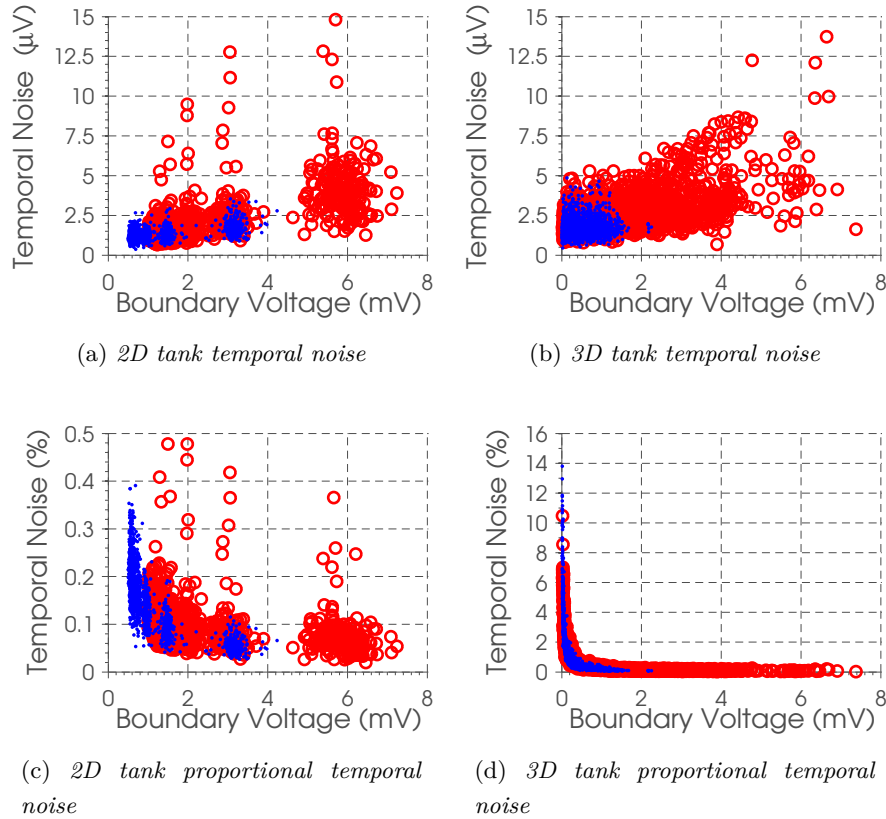 15
12.5
10
7.5
5
2.5
0
Temporal Noise (μV)
0 2 4 6 8
Boundary Voltage (mV)
(a) 2D tank temporal noise
15
12.5
10
7.5
5
2.5
0
Temporal Noise (μV)
0 2 4 6 8
Boundary Voltage (mV)
(b) 3D tank temporal noise
0.5
0.4
0.3
0.2
0.1
0
Temporal Noise (%)
0 2 4 6 8
Boundary Voltage (mV)
(c) 2D tank proportional temporal
noise
16
14
12
10
8
6
4
2
0
Temporal Noise (%)
0 2 4 6 8
Boundary Voltage (mV)
(d) 3D tank proportional temporal
noise